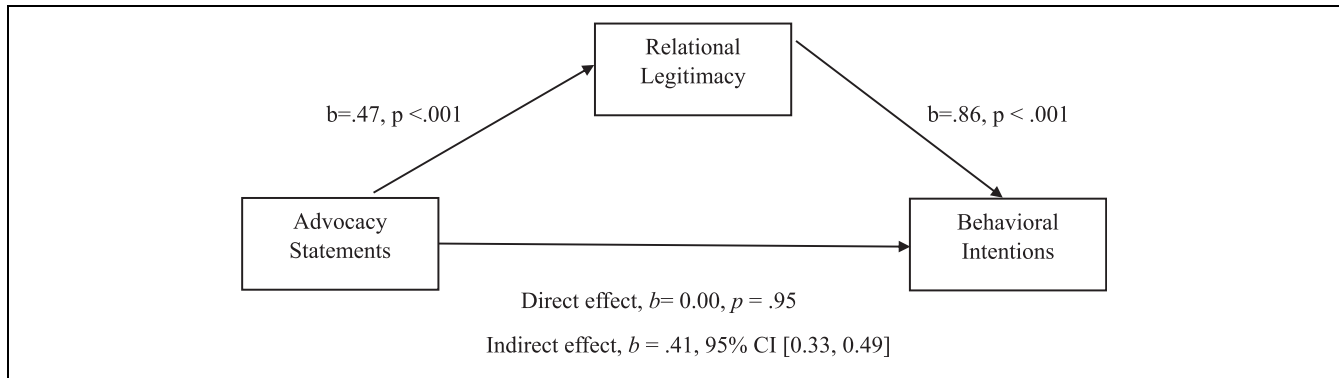 Relational
Legitimacy
b=.47, p <.001
b=.86, p < .001
Advocacy
Statements
Behavioral
Intentions
Direct effect, b= 0.00, p = .95
Indirect effect, b = .41, 95% CI [0.33, 0.49]